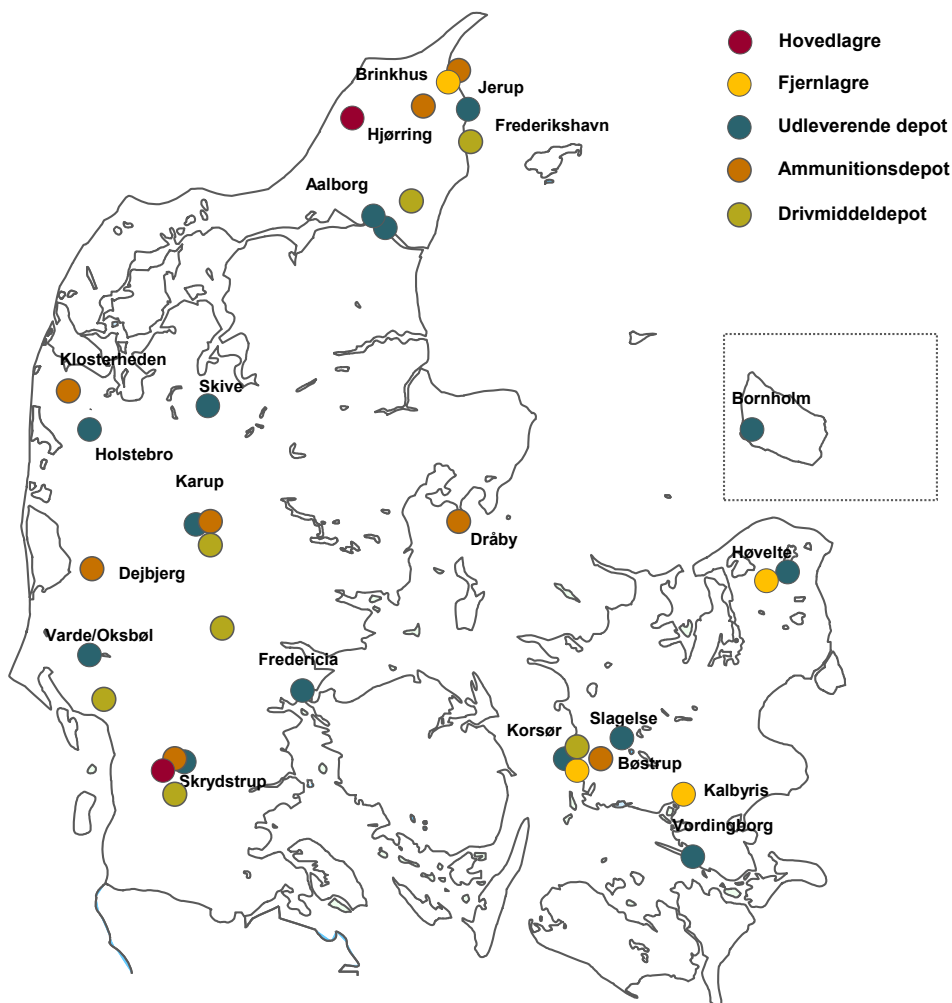 Hovedlagre
Fjernlagre
Udleverende depot
Ammunitionsdepot
Drivmiddeldepot
Brinkhus
Jerup
Hjørring
Frederikshavn
Aalborg
Klosterheden
Skive
Holstebro
Bornholm
Karup
Dråby
Dejbjerg
Høvelte
Varde/Oksbøl
Fredericia
Korsør
Slagelse
Bøstrup
Skrydstrup
Kalbyris
Vordingborg